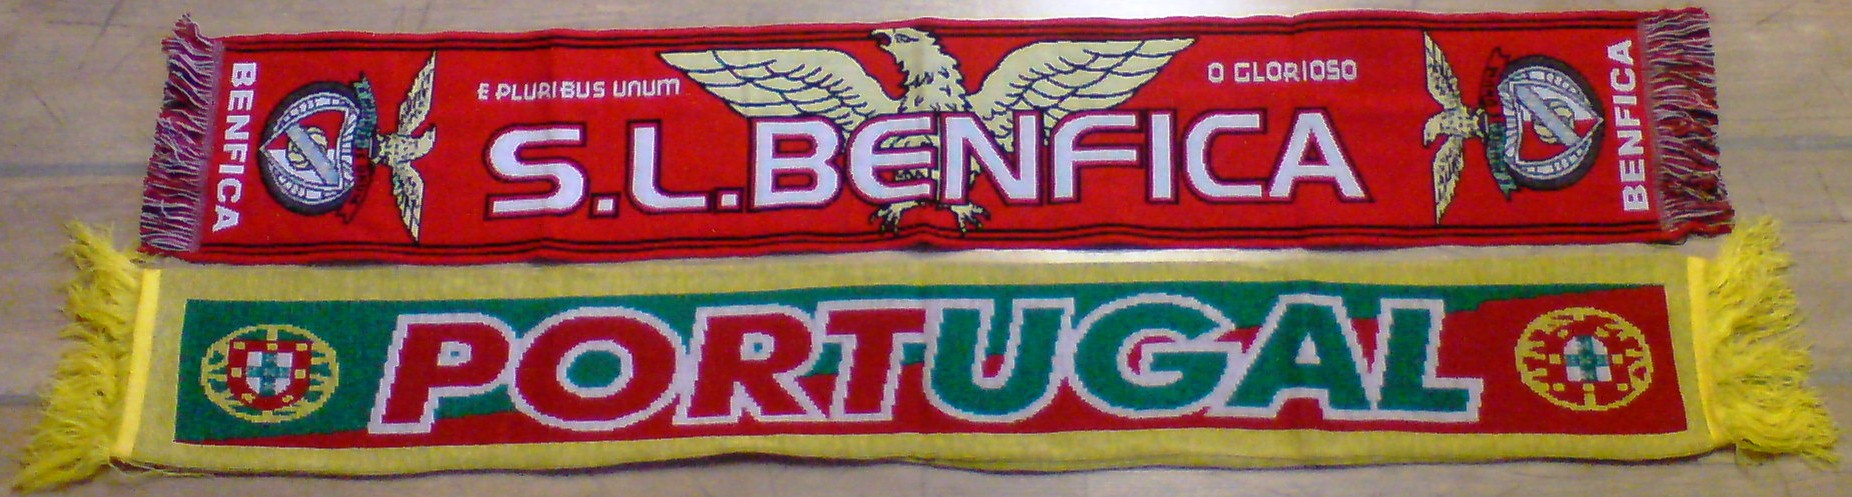 BENFICA
E PLURIBUS UNUM
O GLORIOSO
S.L.BENFICA
BENFICA
PORTUGAL